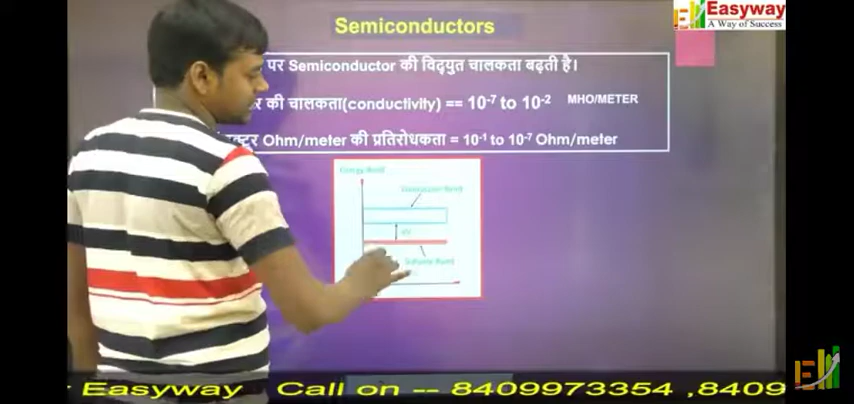 Easyway
A Way of Success
Semiconductors
पर Semiconductor की विद्युत चालकता बढ़ती है।
की चालकता(conductivity) == 10-7 to 10-2 MHO/METER
Ohm/meter की प्रतिरोधकता = 10-1 to 10-7 Ohm/meter
Energy Band
Conduction Band
Valence Band
Easyway Call on -- 8409973354 ,8409